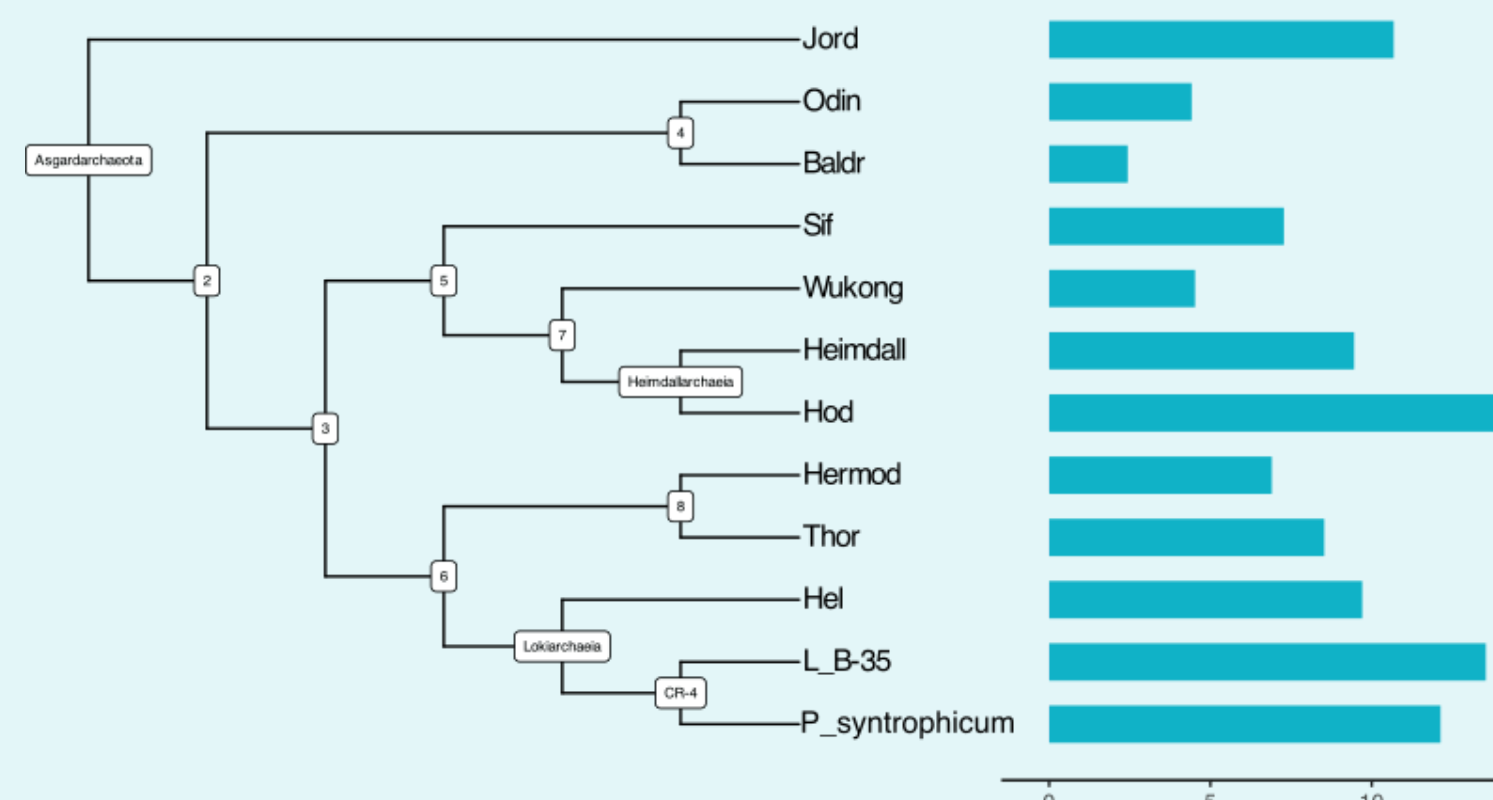 Jord
Odin
4
Baldr
Asgardarchaeota
Sif
2
5
Wukong
7
Heimdall
Heimdallarchaeia
Hod
3
Hermod
8
Thor
6
Hel
Lokiarchaeia
L_B-35
CR-4
P_syntrophicum
0 5 10